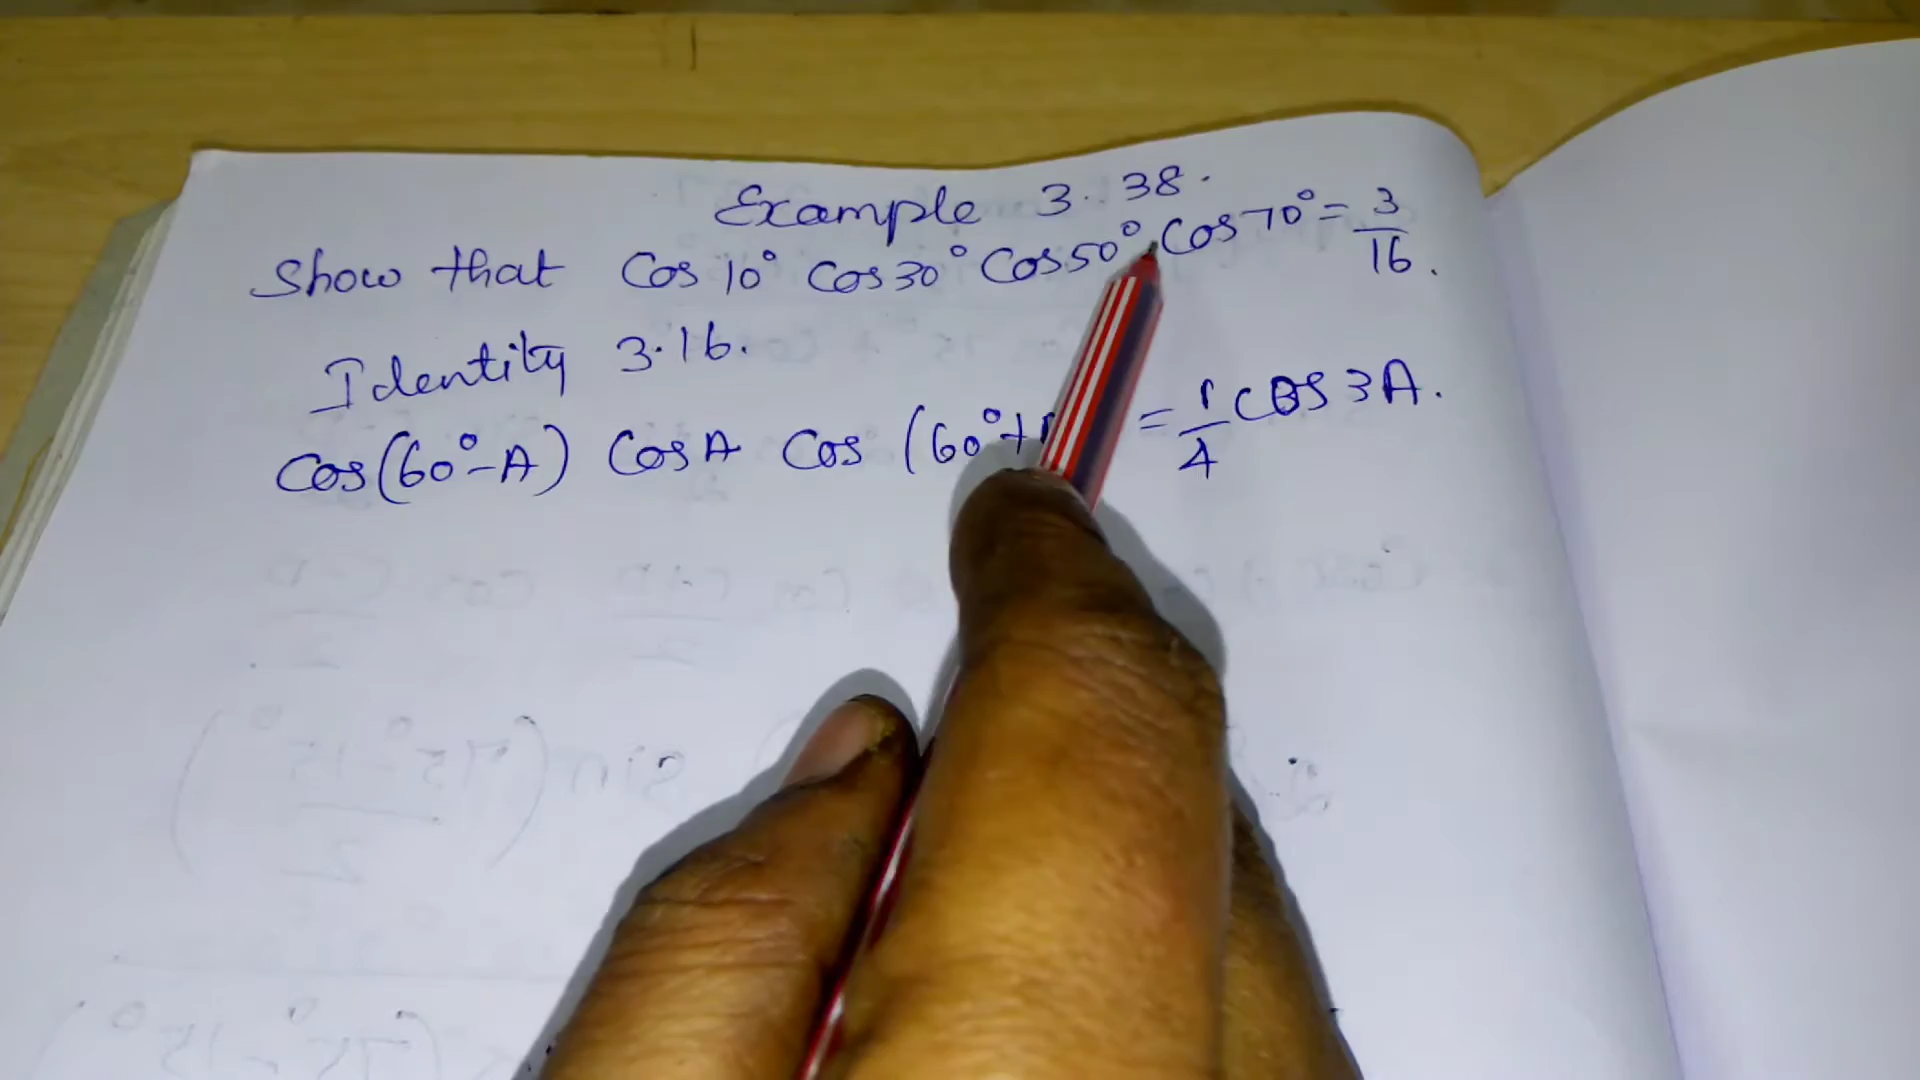 Example 3.38.
Show that Cos 10° Cos 30° Cos 50° Cos 70° = 3/16.
Identity 3.16.
Cos(60°-A) Cos A Cos (60°+ = 1/4 cos 3A.